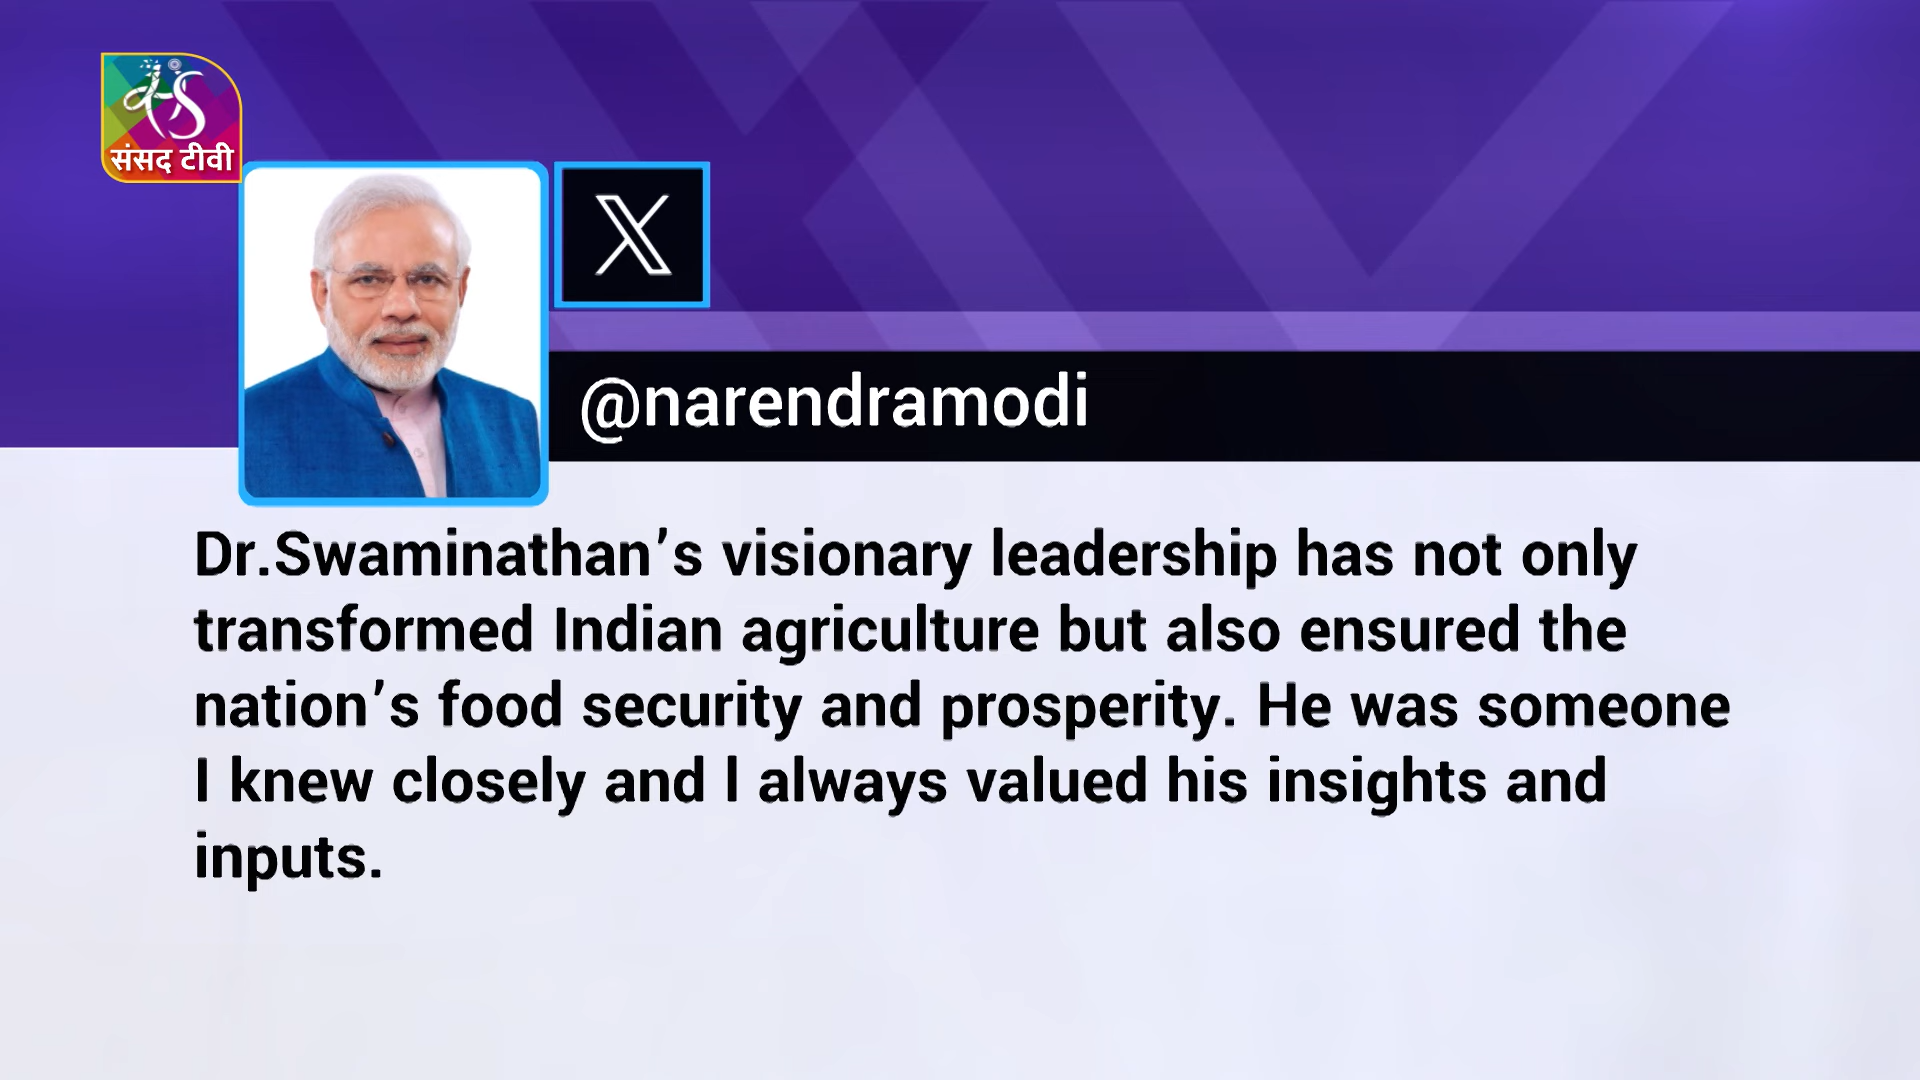 संसद टीवी
X
@narendramodi
Dr.Swaminathan’s visionary leadership has not only
transformed Indian agriculture but also ensured the
nation’s food security and prosperity. He was someone
I knew closely and I always valued his insights and
inputs.